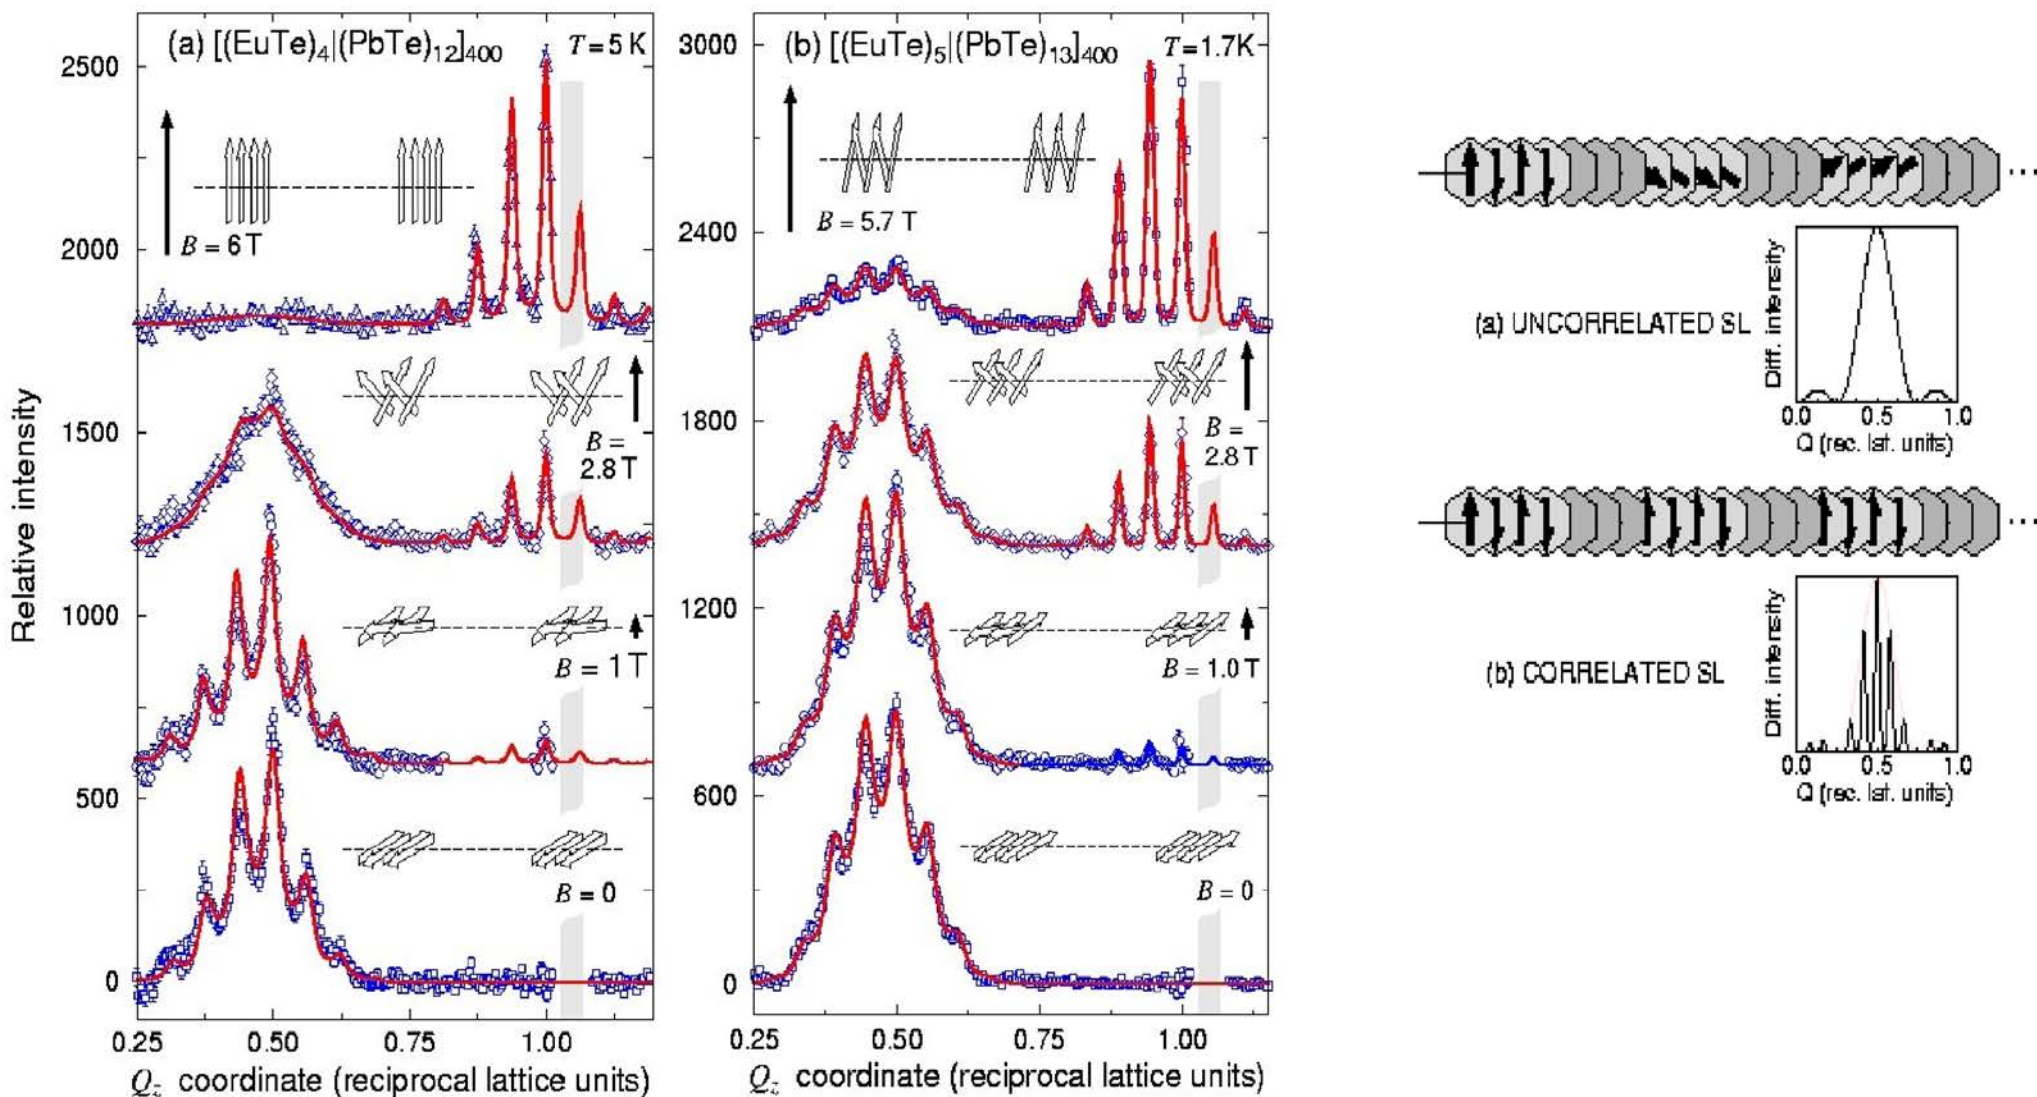 (a) [(EuTe)₄|(PbTe)₁₂]₄₀₀ T = 5 K
2500
2000
1500
1000
500
0
Relative intensity
B = 6 T
B =
2.8 T
B = 1 T
B = 0
0.25 0.50 0.75 1.00
Q_z coordinate (reciprocal lattice units)
(b) [(EuTe)₅|(PbTe)₁₃]₄₀₀ T = 1.7K
3000
2400
1800
1200
600
0
B = 5.7 T
B =
2.8 T
B = 1.0 T
B = 0
0.25 0.50 0.75 1.00
Q_z coordinate (reciprocal lattice units)
...
(a) UNCORRELATED SL
Diff. intensity
0.0 0.5 1.0
Q (rec. lat. units)
...
(b) CORRELATED SL
Diff. intensity
0.0 0.5 1.0
Q (rec. lat. units)